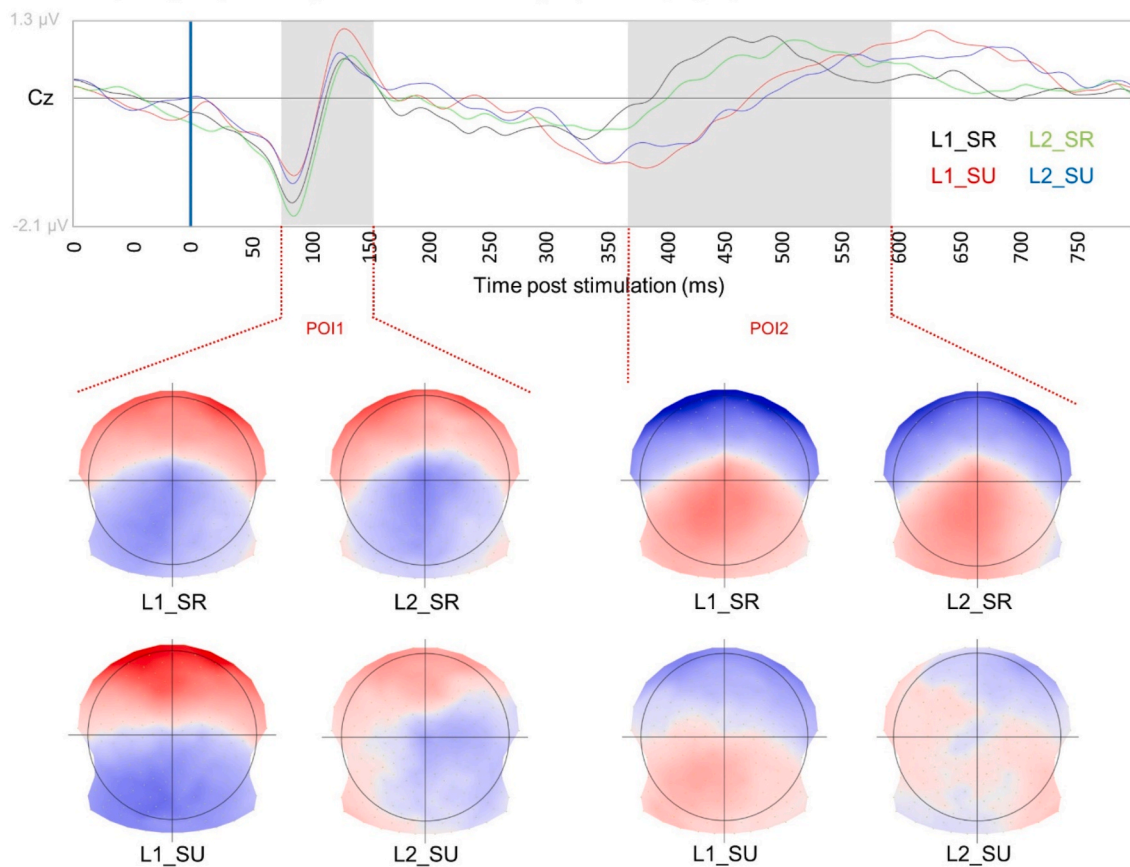 1.3 µV
Cz
L1_SR L2_SR
L1_SU L2_SU
-2.1 µV
0 0 0 50 100 150 200 250 300 350 400 450 500 550 600 650 700 750
Time post stimulation (ms)
POI1 POI2
L1_SR L2_SR L1_SR L2_SR
L1_SU L2_SU L1_SU L2_SU